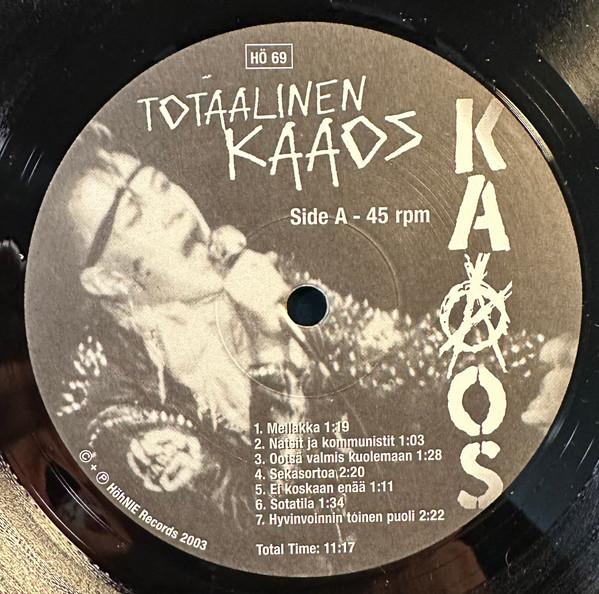 HÖ 69
TOTAALINEN
KAAOS
KAAOS
Side A - 45 rpm
1. Mellakka 1:19
2. Natsit ja kommunistit 1:03
3. Ootsä valmis kuolemaan 1:28
4. Sekasortoa 2:20
5. Ei koskaan enää 1:11
6. Sotatila 1:34
7. Hyvinvoinnin toinen puoli 2:22
Total Time: 11:17
© + ℗ HöhNIE Records 2003